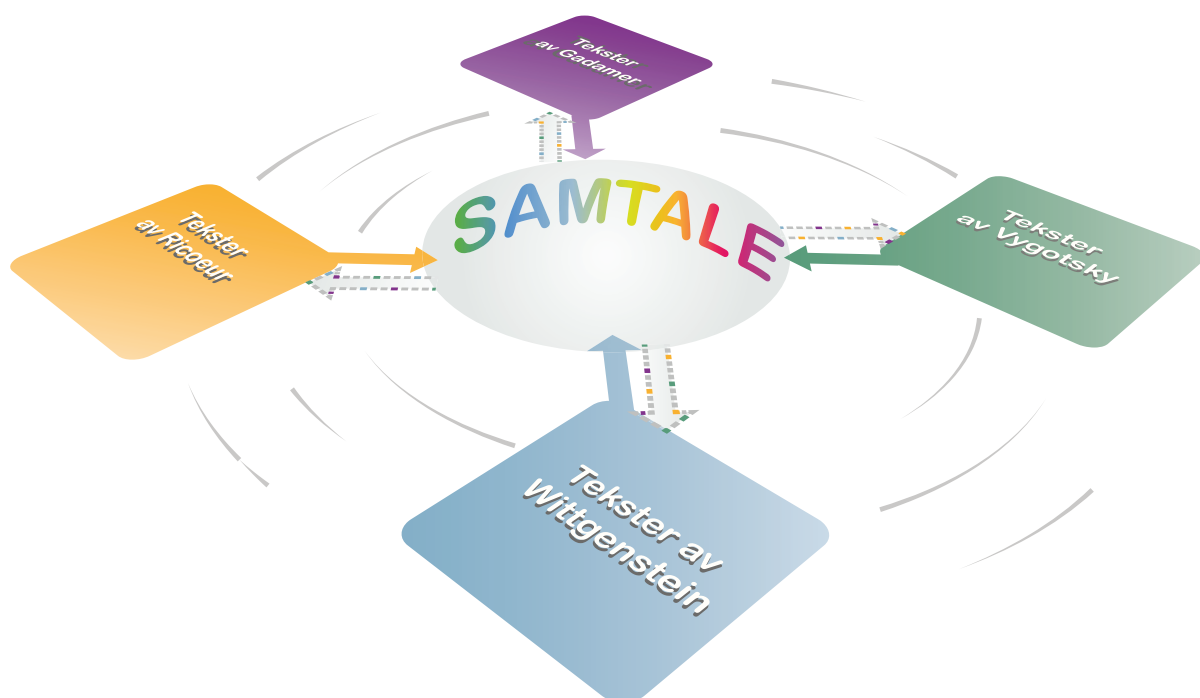 Tekster
av Gadamer
SAMTALE
Tekster
av Ricoeur
Tekster
av Vygotsky
Tekster av
Wittgenstein